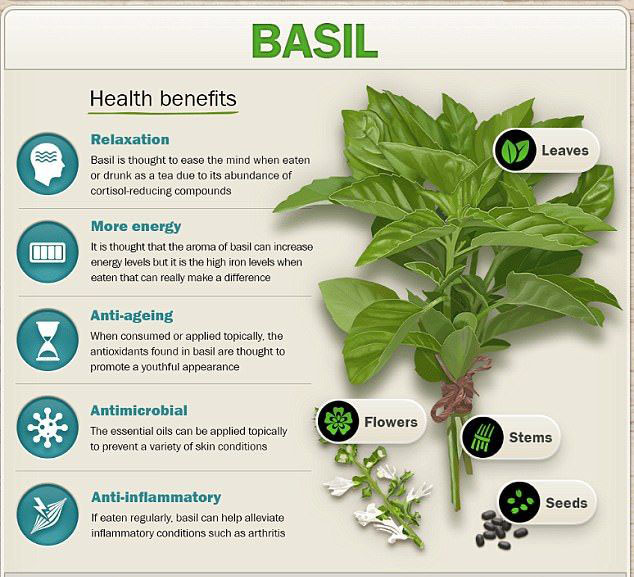 BASIL
Health benefits
Relaxation
Basil is thought to ease the mind when eaten
or drunk as a tea due to its abundance of
cortisol-reducing compounds
More energy
It is thought that the aroma of basil can increase
energy levels but it is the high iron levels when
eaten that can really make a difference
Anti-ageing
When consumed or applied topically, the
antioxidants found in basil are thought to
promote a youthful appearance
Antimicrobial
The essential oils can be applied topically
to prevent a variety of skin conditions
Anti-inflammatory
If eaten regularly, basil can help alleviate
inflammatory conditions such as arthritis
Leaves
Flowers
Stems
Seeds